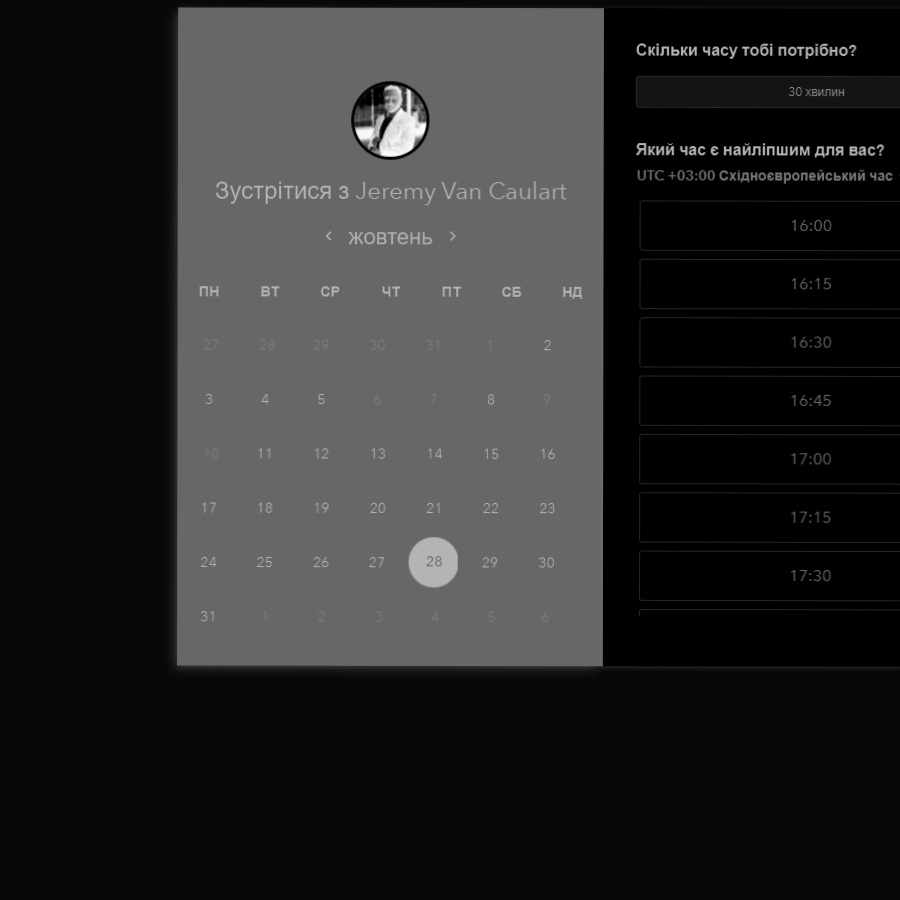 Зустрітися з Jeremy Van Caulart
жовтень
ПН ВТ СР ЧТ ПТ СБ НД
27 28 29 30 31 1 2
3 4 5 6 7 8 9
10 11 12 13 14 15 16
17 18 19 20 21 22 23
24 25 26 27 28 29 30
31 1 2 3 4 5 6
Скільки часу тобі потрібно?
30 хвилин
Який час є найліпшим для вас?
UTC +03:00 Східноєвропейський час
16:00
16:15
16:30
16:45
17:00
17:15
17:30